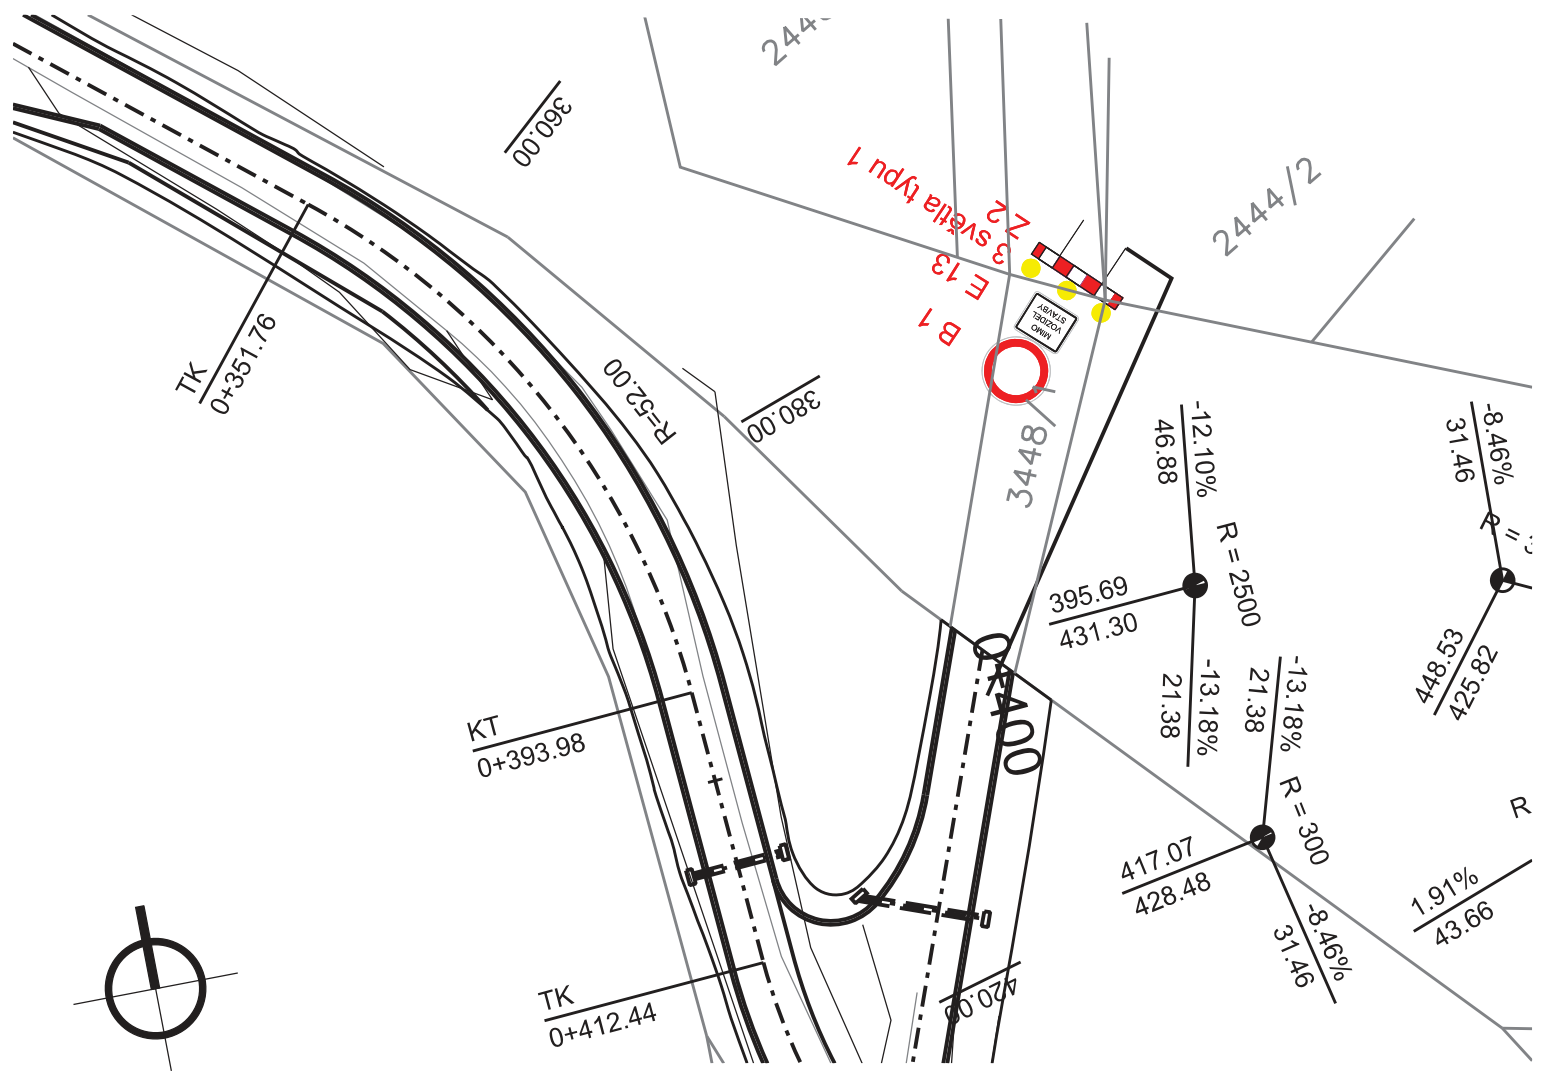 360.00
3 světla typu 1
Z 2
E 13
B 1
MIMO
VOZIDEL
STAVBY
2444/2
TK
0+351.76
R=52.00
380.00
3448/1
-12.10%
46.88
R = 2500
395.69
431.30
-13.18%
21.38
-8.46%
31.46
448.53
425.82
0+400
KT
0+393.98
-13.18%
21.38
R = 300
417.07
428.48
-8.46%
31.46
R
1.91%
43.66
TK
0+412.44
420.00